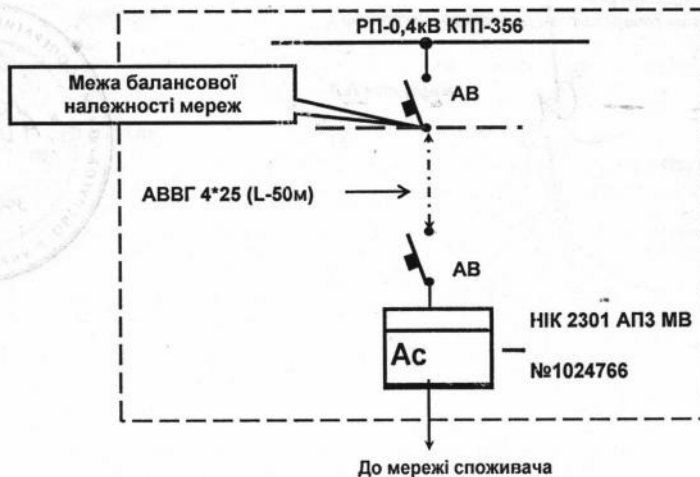 РП-0,4кВ КТП-356
Межа балансової
належності мереж
АВ
АВВГ 4*25 (L-50м)
АВ
НІК 2301 АП3 МВ
Ас
№1024766
До мережі споживача